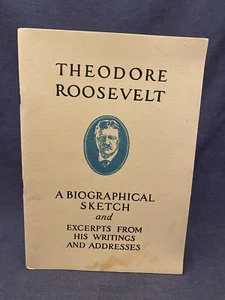 THEODORE
ROOSEVELT
A BIOGRAPHICAL
SKETCH
and
EXCERPTS FROM
HIS WRITINGS
AND ADDRESSES